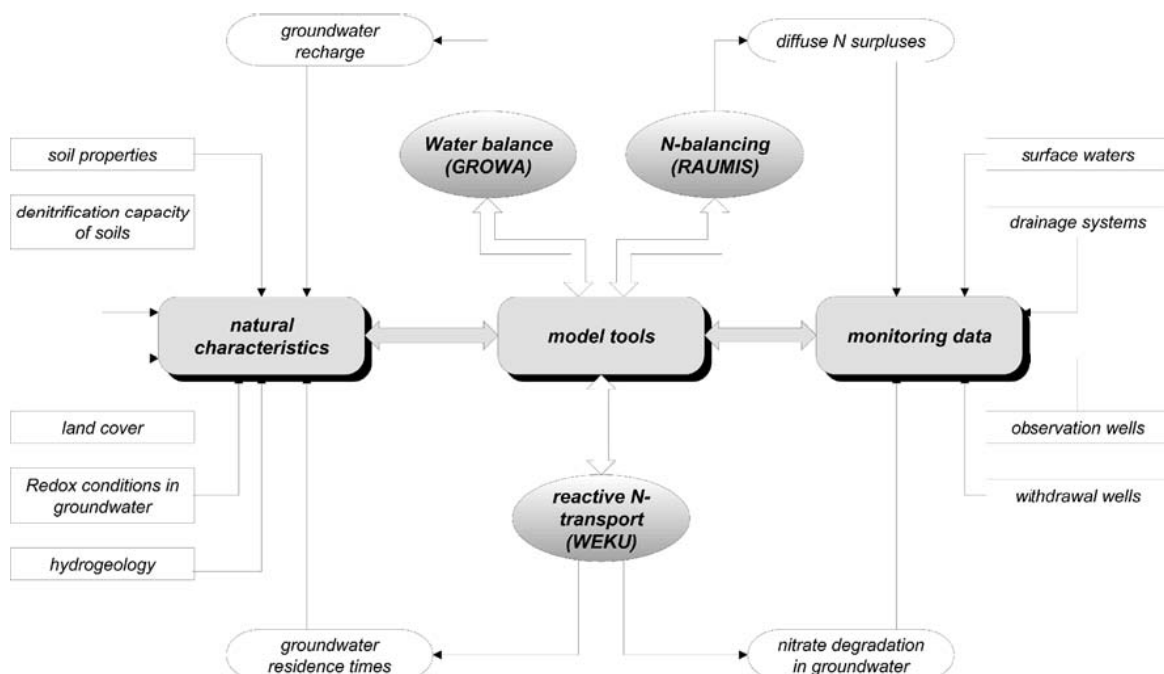 groundwater
recharge
diffuse N surpluses
Water balance
(GROWA)
N-balancing
(RAUMIS)
soil properties
surface waters
denitrification capacity
of soils
drainage systems
natural
characteristics
model tools
monitoring data
land cover
observation wells
Redox conditions in
groundwater
reactive N-
transport
(WEKU)
withdrawal wells
hydrogeology
groundwater
residence times
nitrate degradation
in groundwater